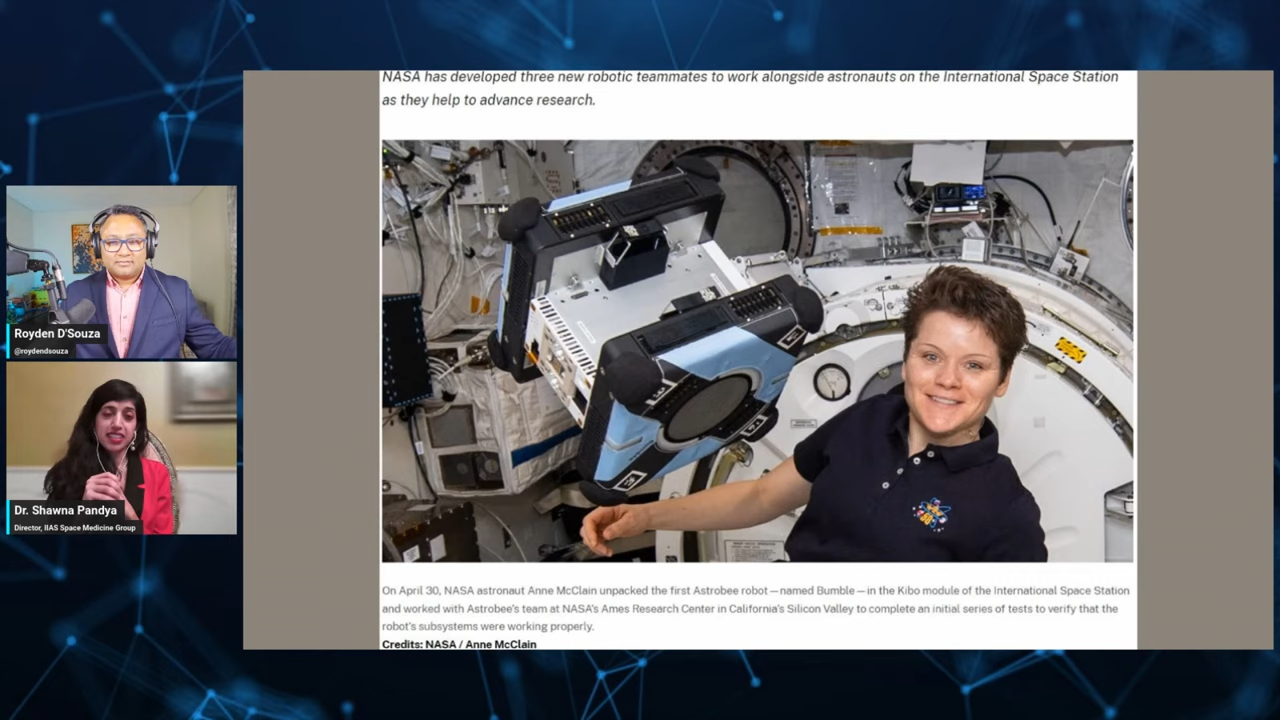 NASA has developed three new robotic teammates to work alongside astronauts on the International Space Station
as they help to advance research.
Royden D'Souza
@roydendsouza
Dr. Shawna Pandya
Director, IIAS Space Medicine Group
On April 30, NASA astronaut Anne McClain unpacked the first Astrobee robot—named Bumble—in the Kibo module of the International Space Station
and worked with Astrobee's team at NASA's Ames Research Center in California's Silicon Valley to complete an initial series of tests to verify that the
robot's subsystems were working properly.
Credits: NASA / Anne McClain